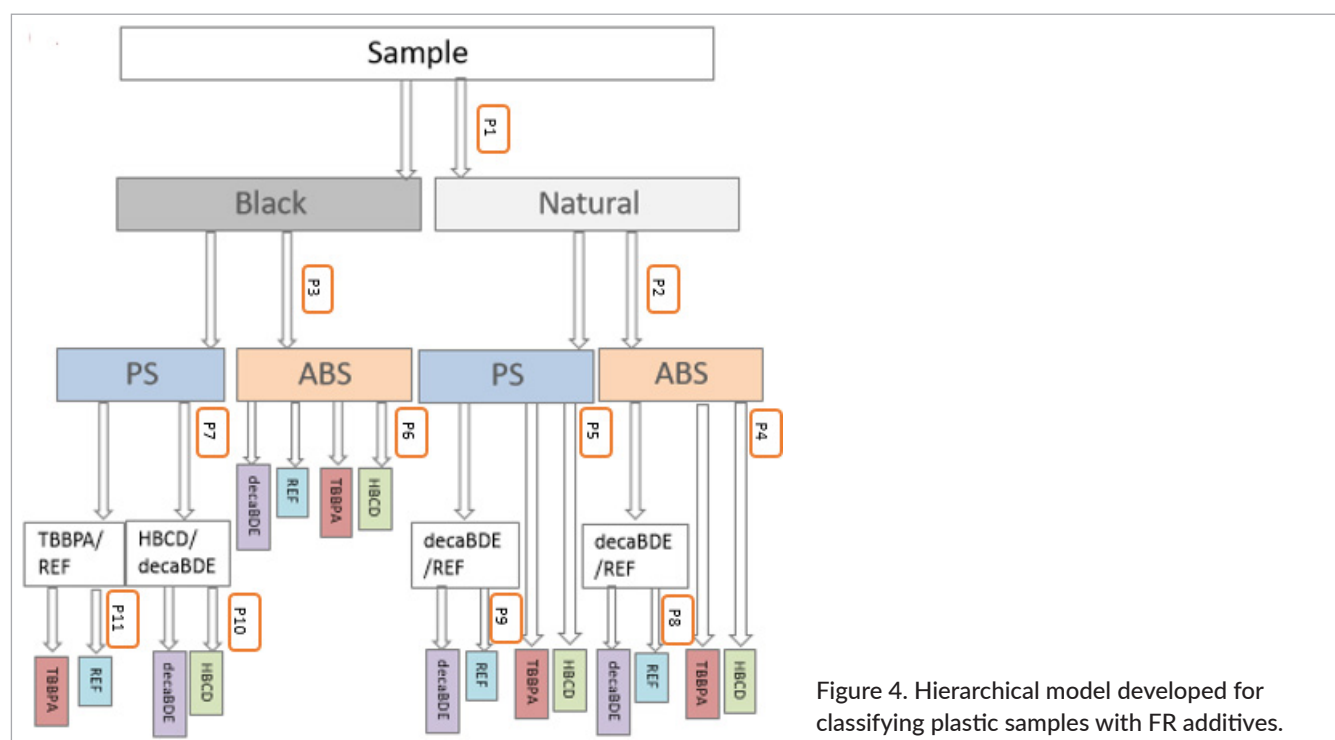 Sample
P1
Black
Natural
P3
P2
PS
ABS
PS
ABS
P7
P6
P5
P4
decaBDE
REF
TBBPA
HBCD
TBBPA/
REF
HBCD/
decaBDE
decaBDE
/REF
decaBDE
/REF
P11
P10
P9
P8
TBBPA
REF
decaBDE
HBCD
decaBDE
REF
TBBPA
HBCD
decaBDE
REF
TBBPA
HBCD
Figure 4. Hierarchical model developed for
classifying plastic samples with FR additives.